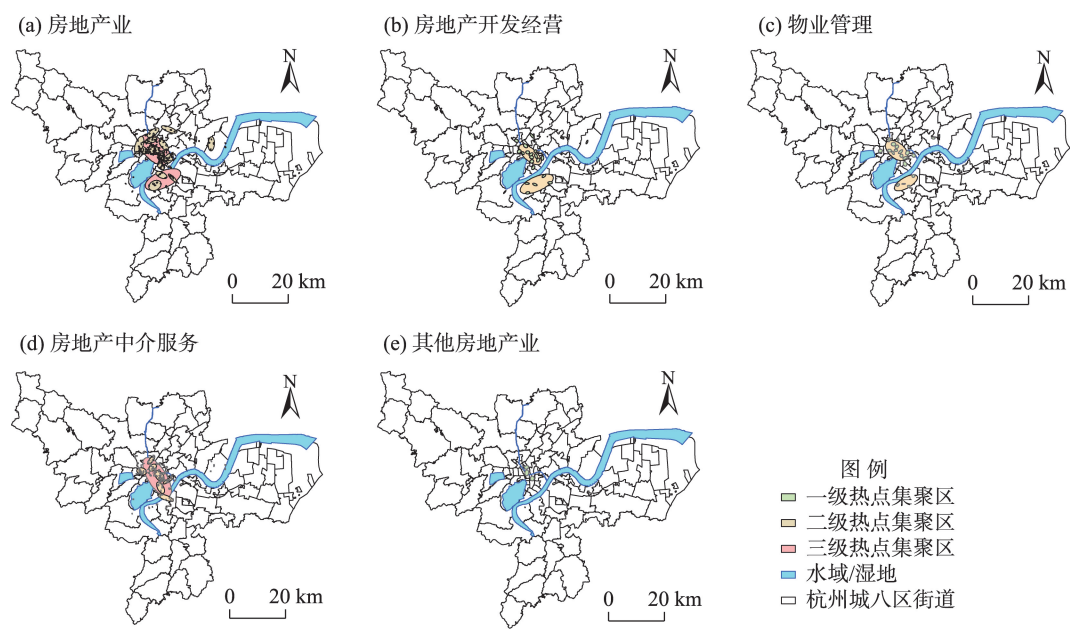 (a) 房地产业
(b) 房地产开发经营
(c) 物业管理
N
N
N
0 20 km
0 20 km
0 20 km
(d) 房地产中介服务
(e) 其他房地产业
N
N
0 20 km
0 20 km
图 例
一级热点集聚区
二级热点集聚区
三级热点集聚区
水域/湿地
杭州城八区街道